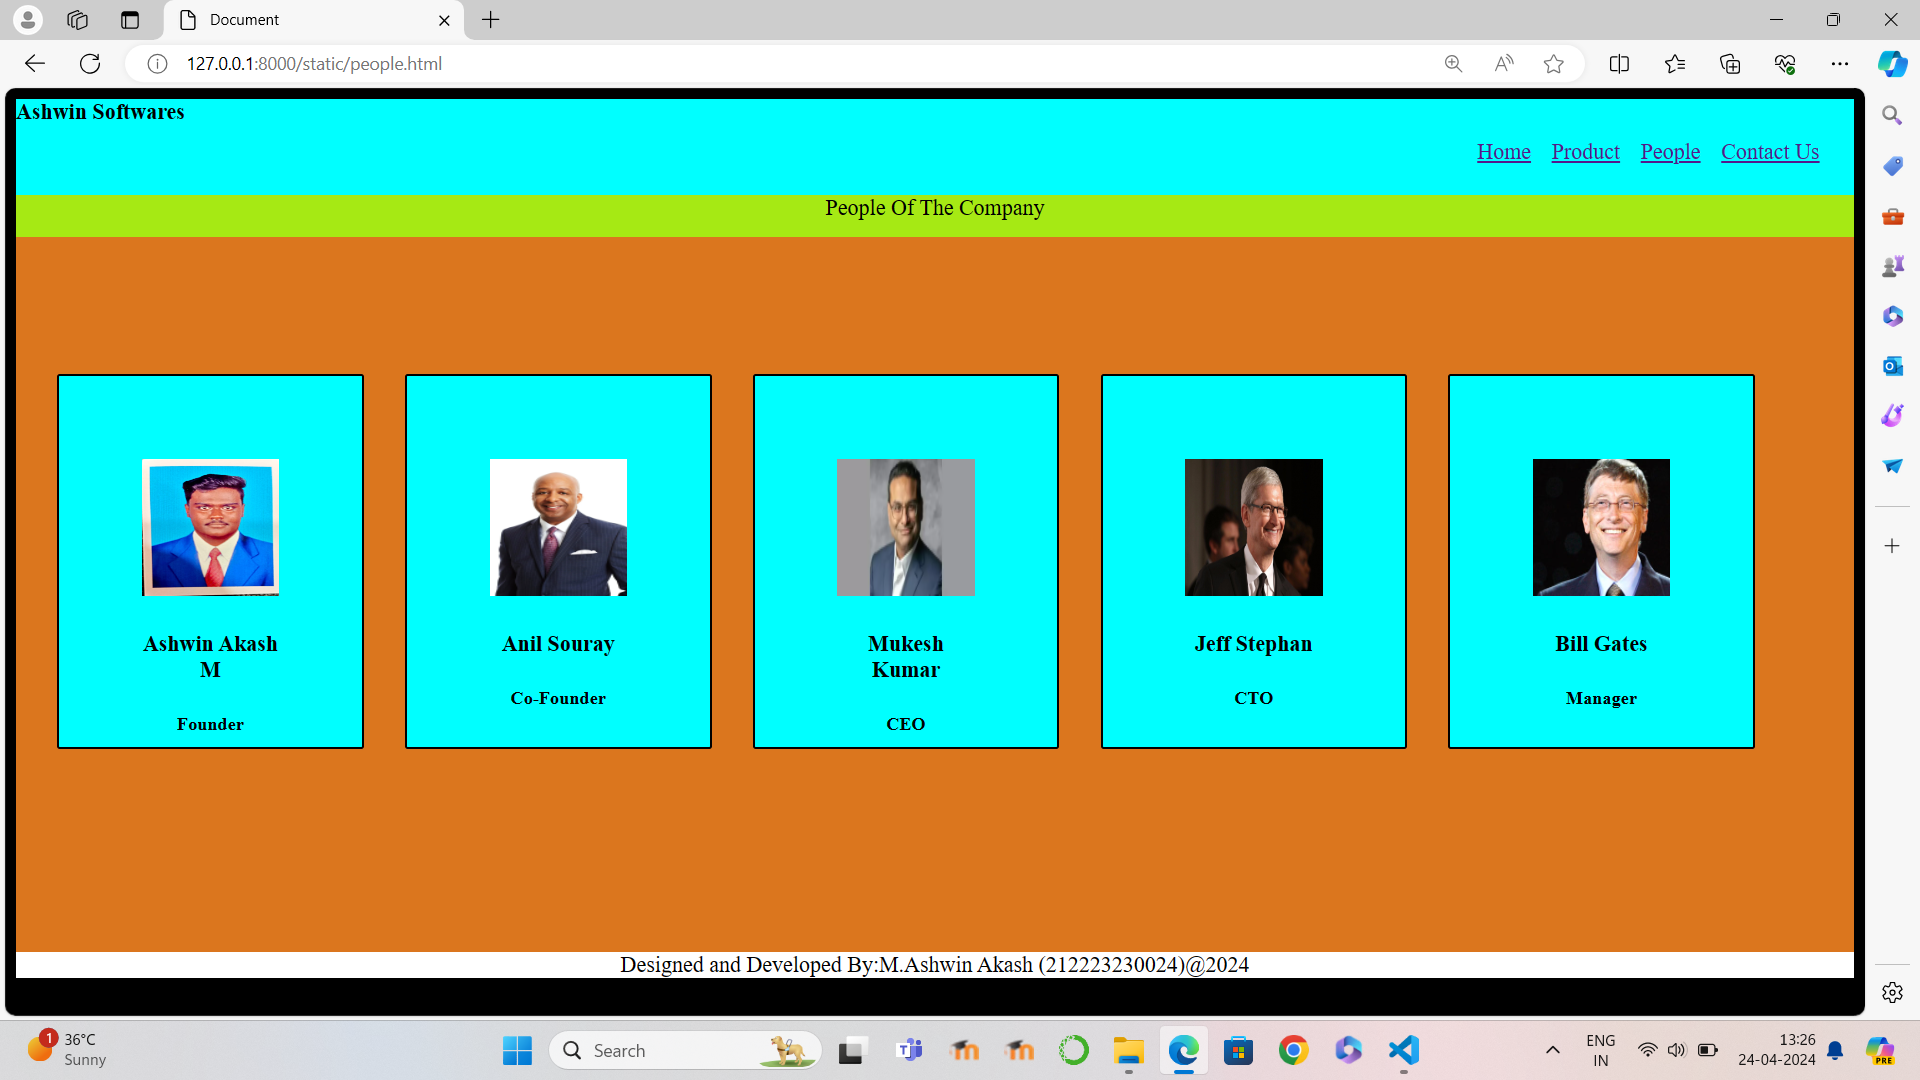 Document
127.0.0.1:8000/static/people.html
Ashwin Softwares
Home Product People Contact Us
People Of The Company
Ashwin Akash
M
Founder
Anil Souray
Co-Founder
Mukesh
Kumar
CEO
Jeff Stephan
CTO
Bill Gates
Manager
Designed and Developed By:M.Ashwin Akash (212223230024)@2024
1
36°C
Sunny
Search
ENG
IN
13:26
24-04-2024
PRE